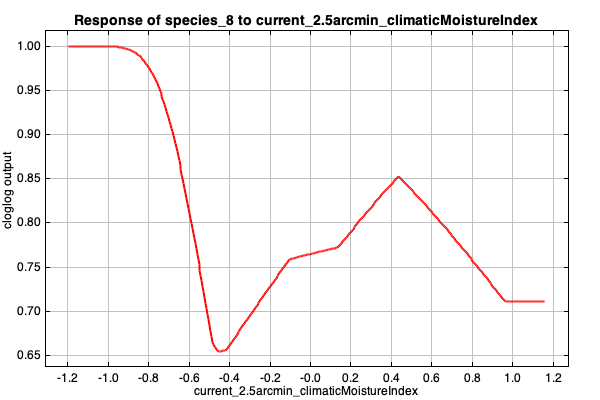 Response of species_8 to current_2.5arcmin_climaticMoistureIndex
1.00
0.95
0.90
0.85
0.80
0.75
0.70
0.65
cloglog output
-1.2 -1.0 -0.8 -0.6 -0.4 -0.2 -0.0 0.2 0.4 0.6 0.8 1.0 1.2
current_2.5arcmin_climaticMoistureIndex